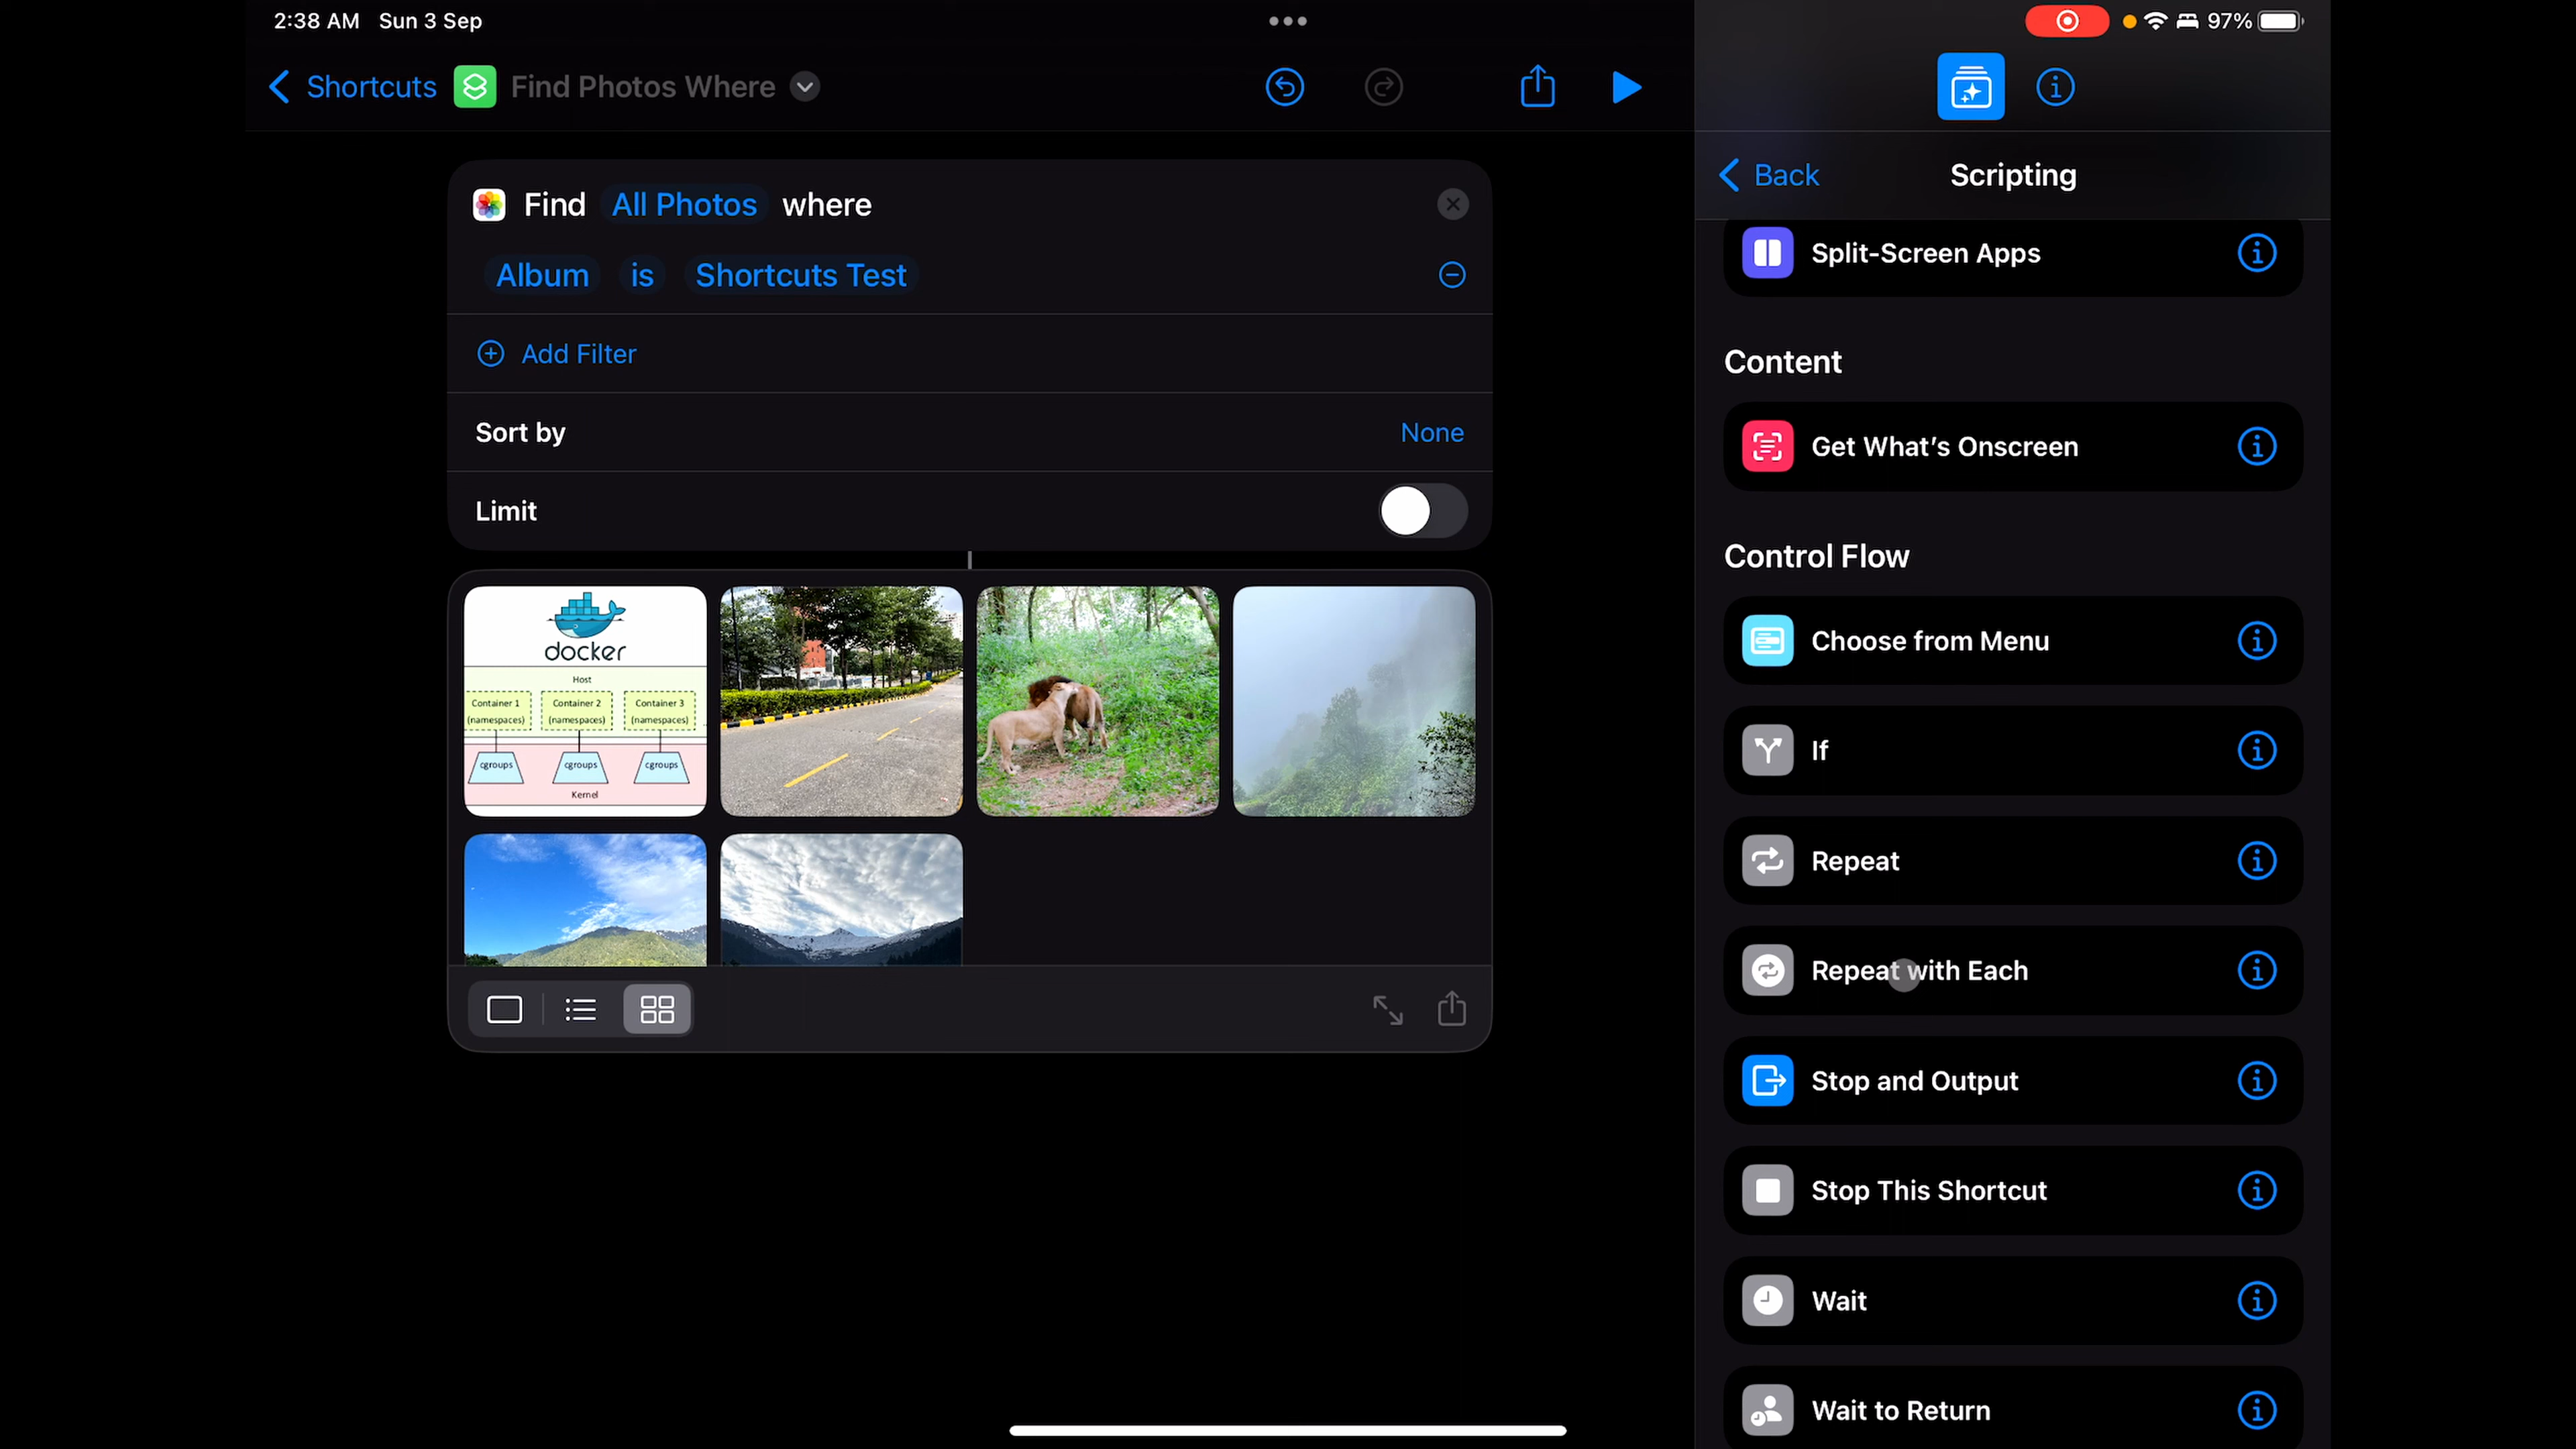 2:38 AM Sun 3 Sep
97%
Shortcuts
Find Photos Where
Find All Photos where
Album is Shortcuts Test
Add Filter
Sort by None
Limit
docker
Host
Container 1 Container 2 Container 3
(namespaces) (namespaces) (namespaces)
cgroups cgroups cgroups
Kernel
Back
Scripting
Split-Screen Apps
Content
Get What’s Onscreen
Control Flow
Choose from Menu
If
Repeat
Repeat with Each
Stop and Output
Stop This Shortcut
Wait
Wait to Return